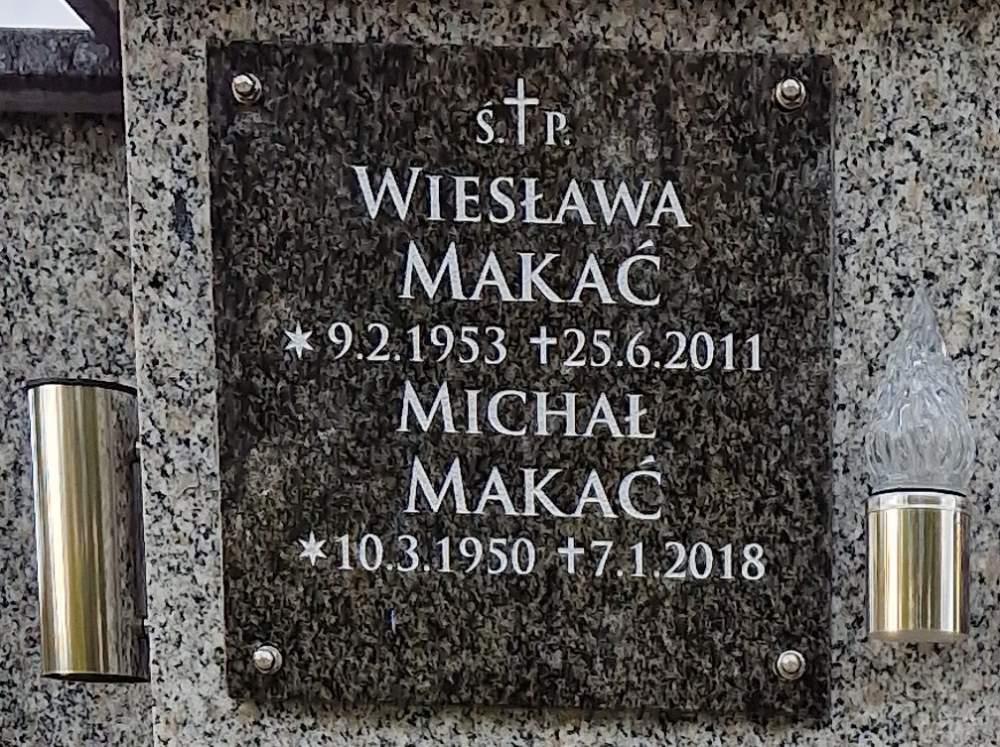 Ś. † P.
WIESŁAWA
MAKAĆ
* 9.2.1953 † 25.6.2011
MICHAŁ
MAKAĆ
* 10.3.1950 † 7.1.2018